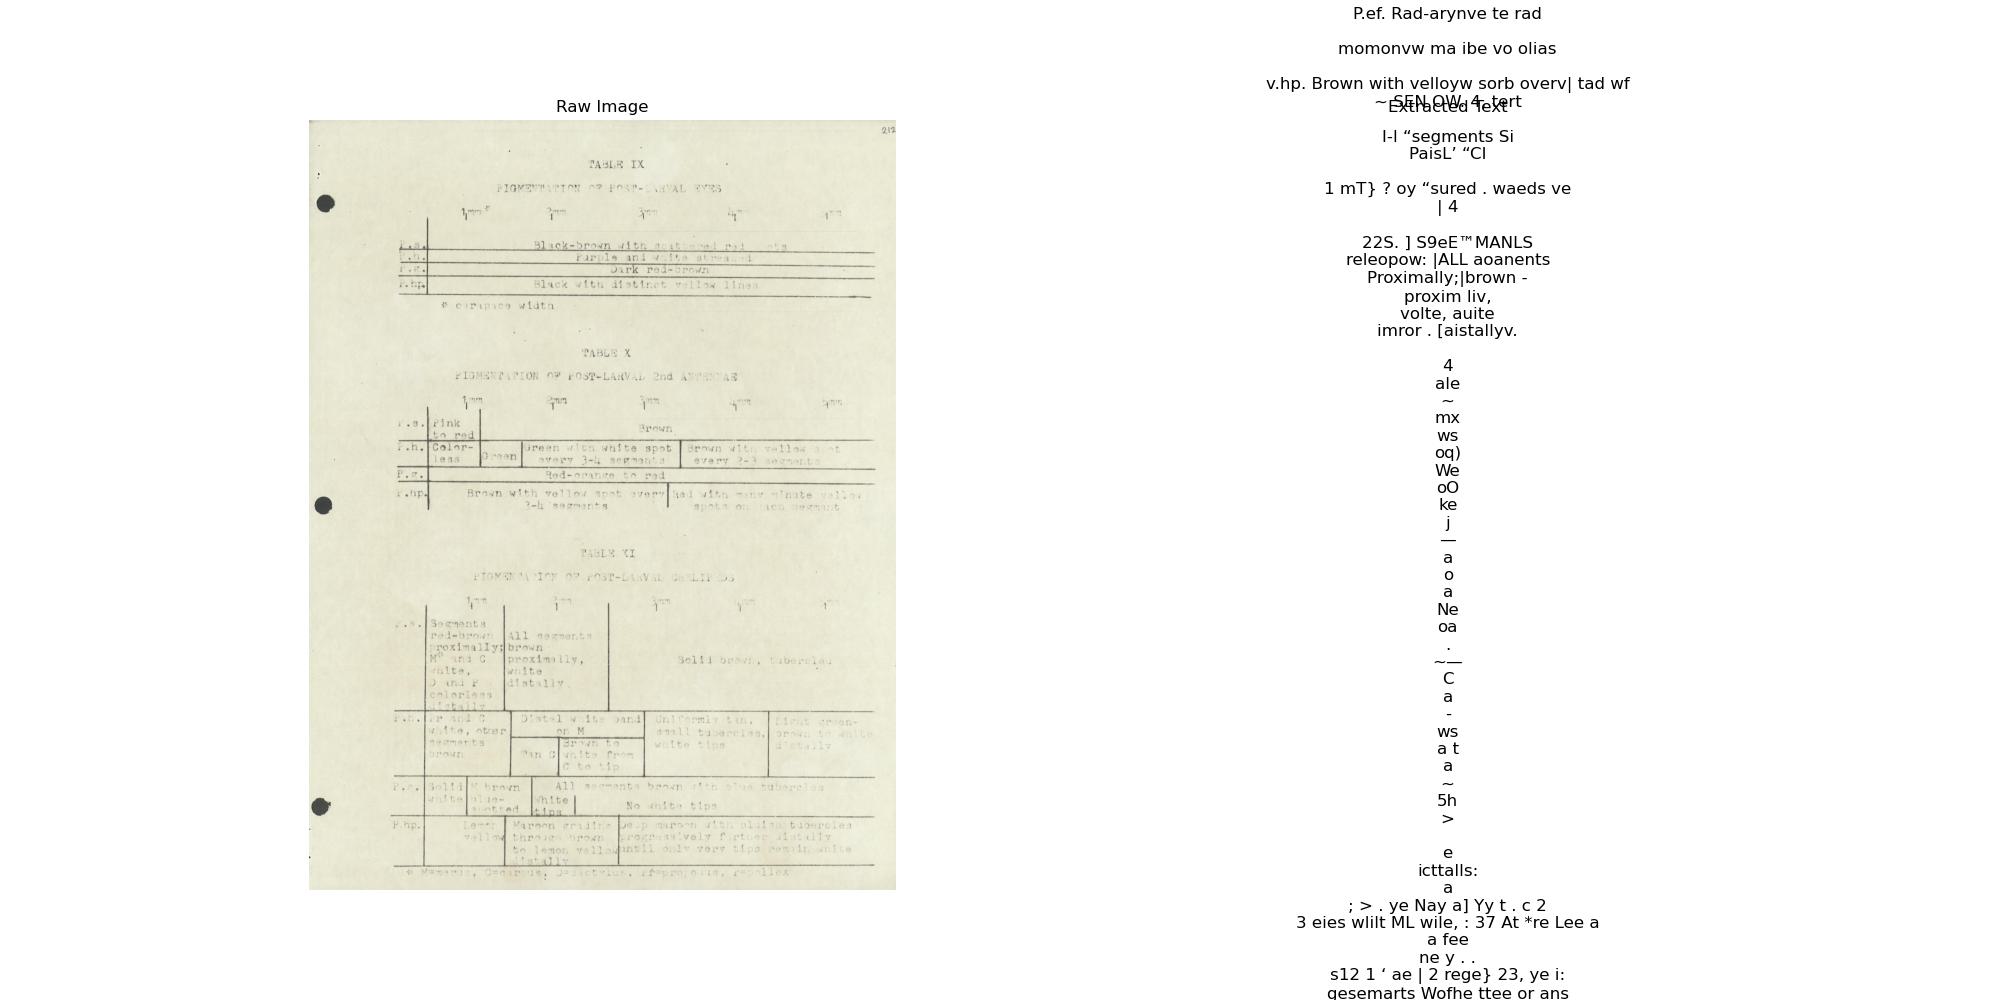 Raw Image
212
TABLE IX
PIGMENTATION OF POST-LARVAL EYES
1mm* 2mm 3mm 4mm
P.s. Black-brown with scattered red
P.h. Purple and white streaked
P.g. Dark red-brown
P.hp. Black with distinct yellow lines
* carapace width
TABLE X
PIGMENTATION OF POST-LARVAL 2nd ANTENNAE
1mm 2mm 3mm 4mm 5mm
P.s. Pink to red Brown
P.h. Color-less Green Green with white spot every 3-4 segments Brown with yellow spot every 2-3 segments
P.g. Red-orange to red
P.hp. Brown with yellow spot every 3-4 segments Red with many minute yellow spots on each segment
TABLE XI
PIGMENTATION OF POST-LARVAL CHELIPEDS
1mm 2mm 3mm 4mm
P.s. Segments red-brown proximally; M* and C white, D and P colorless distally All segments brown proximally, white distally Solid brown, tubercles
P.h. Pr and C white, other segments brown Distal white band on M Tan C Brown to white from C to tip Uniformly tan, small tubercles, white tips Light green-brown to white distally
P.g. Solid white M brown blue-spotted All segments brown with blue tubercles White tips No white tips
P.hp. Lemon yellow Maroon grading through brown to lemon yellow distally Deep maroon with bluish tubercles progressively further distally until only very tips remain white
* M=merus, C=carpus, D=dactylus, Pr=propodus, P=pollex
P.ef. Rad-arynve te rad
momonvw ma ibe vo olias
v.hp. Brown with velloyw sorb overv| tad wf
~ SEN OW, 4, tert
Extracted Text
I-l “segments Si
PaisL’ “Cl
1 mT} ? oy “sured . waeds ve
| 4
22S. ] S9eE™MANLS
releopow: |ALL aoanents
Proximally;|brown -
proxim liv,
volte, auite
imror . [aistallyv.
4
ale
~
mx
ws
oq)
We
oO
ke
j
—
a
o
a
Ne
oa
.
~—
C
a
-
ws
a t
a
~
5h
>
e
icttalls:
a
; > . ye Nay a] Yy t . c 2
3 eies wlilt ML wile, : 37 At *re Lee a
a fee
ne y . .
s12 1 ‘ ae | 2 rege} 23, ye i:
gesemarts Wofhe ttee or ans